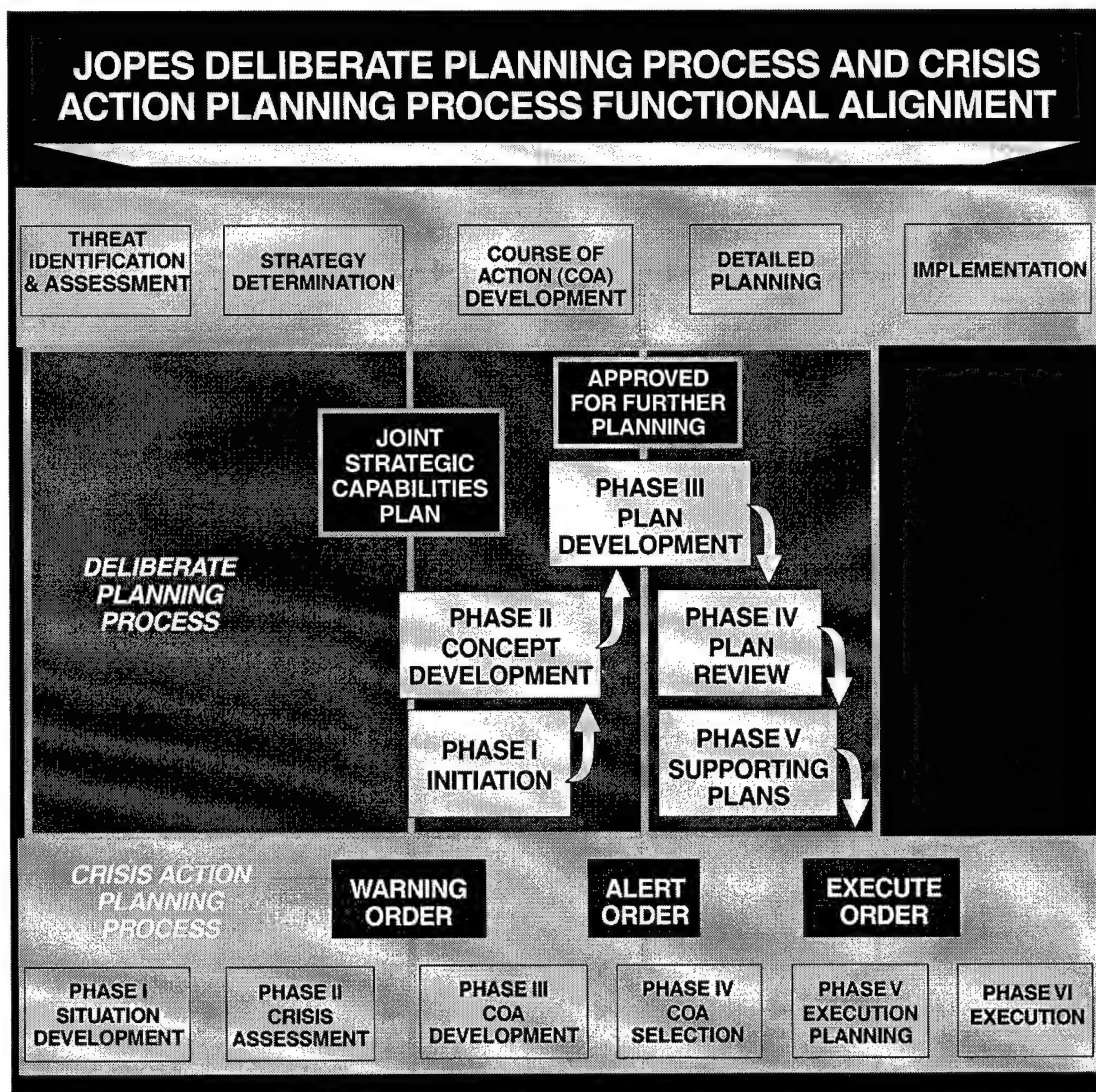 JOPES DELIBERATE PLANNING PROCESS AND CRISIS
ACTION PLANNING PROCESS FUNCTIONAL ALIGNMENT
THREAT
IDENTIFICATION
& ASSESSMENT
STRATEGY
DETERMINATION
COURSE OF
ACTION (COA)
DEVELOPMENT
DETAILED
PLANNING
IMPLEMENTATION
APPROVED
FOR FURTHER
PLANNING
JOINT
STRATEGIC
CAPABILITIES
PLAN
PHASE III
PLAN
DEVELOPMENT
DELIBERATE
PLANNING
PROCESS
PHASE II
CONCEPT
DEVELOPMENT
PHASE IV
PLAN
REVIEW
PHASE I
INITIATION
PHASE V
SUPPORTING
PLANS
CRISIS ACTION
PLANNING
PROCESS
WARNING
ORDER
ALERT
ORDER
EXECUTE
ORDER
PHASE I
SITUATION
DEVELOPMENT
PHASE II
CRISIS
ASSESSMENT
PHASE III
COA
DEVELOPMENT
PHASE IV
COA
SELECTION
PHASE V
EXECUTION
PLANNING
PHASE VI
EXECUTION